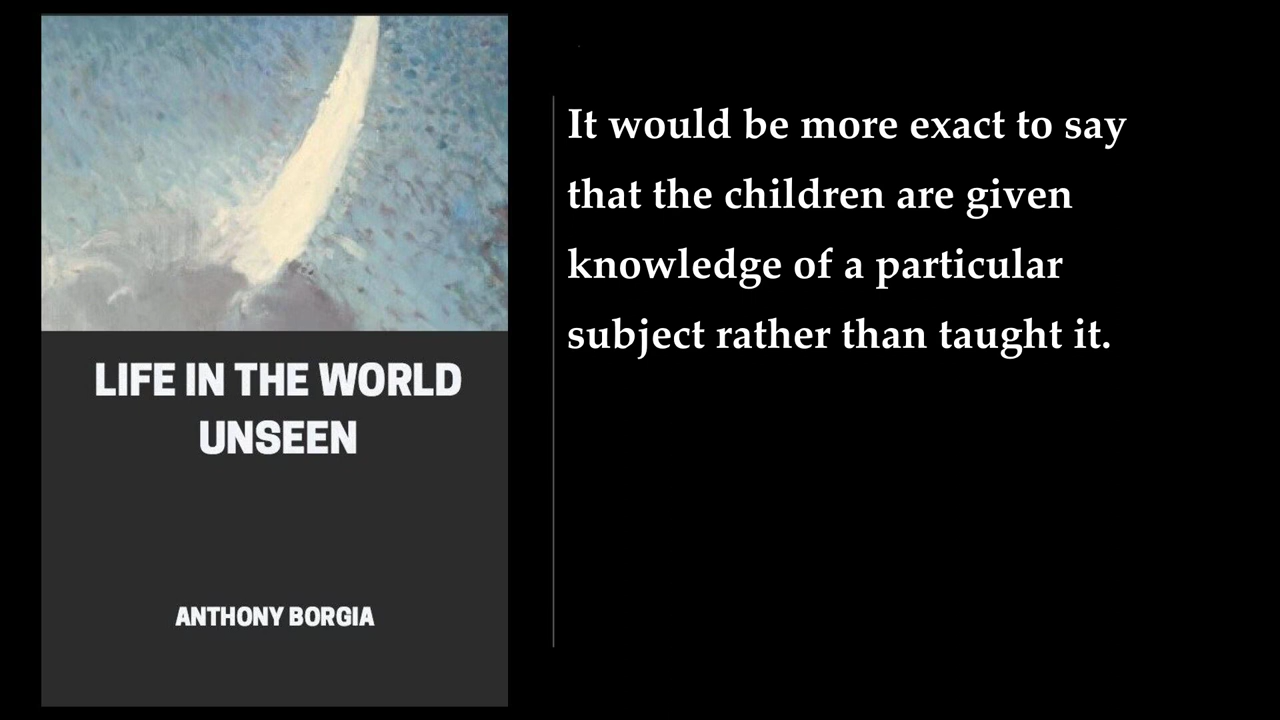 LIFE IN THE WORLD
UNSEEN
ANTHONY BORGIA
It would be more exact to say
that the children are given
knowledge of a particular
subject rather than taught it.